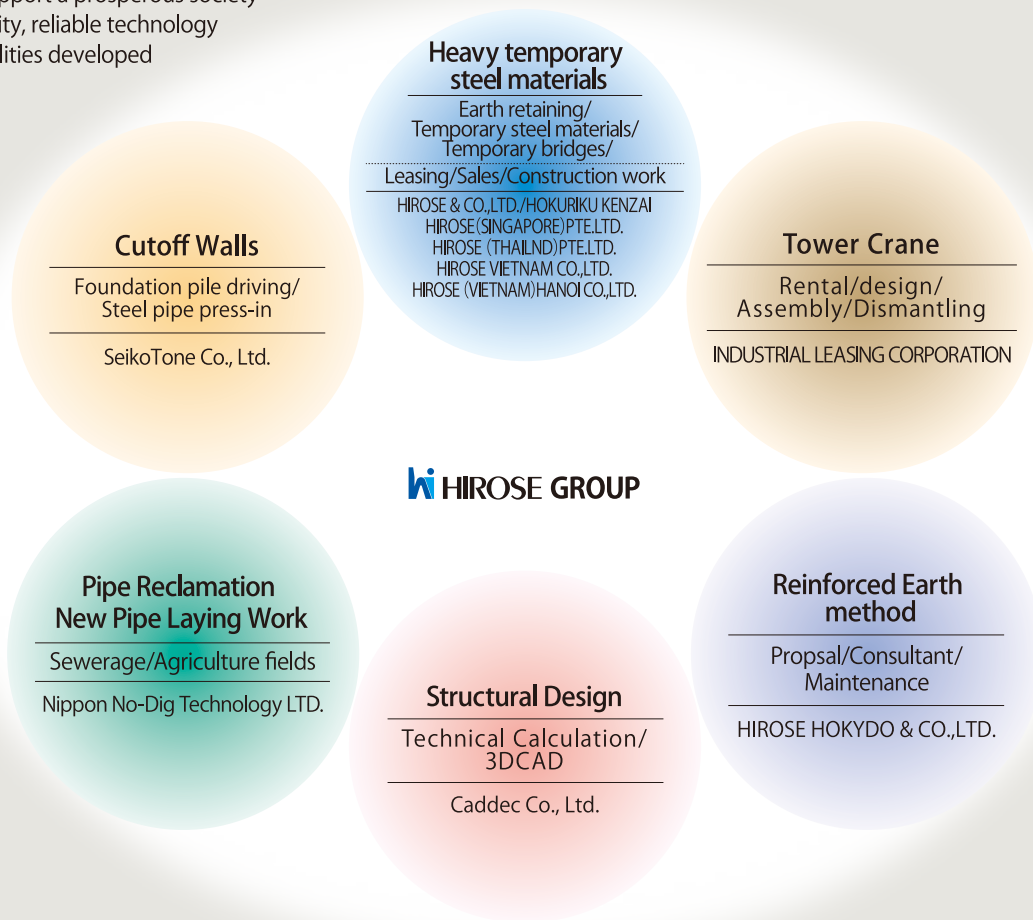 pport a prosperous society
ity, reliable technology
lities developed
Heavy temporary
steel materials
Earth retaining/
Temporary steel materials/
Temporary bridges/
Leasing/Sales/Construction work
HIROSE & CO.,LTD./HOKURIKU KENZAI
HIROSE(SINGAPORE)PTE.LTD.
HIROSE (THAILND)PTE.LTD.
HIROSE VIETNAM CO.,LTD.
HIROSE (VIETNAM)HANOI CO.,LTD.
Cutoff Walls
Foundation pile driving/
Steel pipe press-in
SeikoTone Co., Ltd.
Tower Crane
Rental/design/
Assembly/Dismantling
INDUSTRIAL LEASING CORPORATION
hi HIROSE GROUP
Pipe Reclamation
New Pipe Laying Work
Sewerage/Agriculture fields
Nippon No-Dig Technology LTD.
Structural Design
Technical Calculation/
3DCAD
Caddec Co., Ltd.
Reinforced Earth
method
Propsal/Consultant/
Maintenance
HIROSE HOKYDO & CO.,LTD.